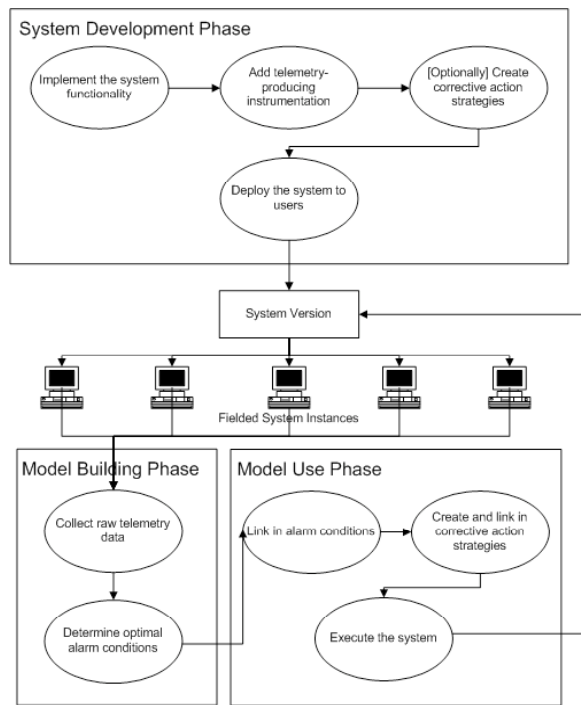 System Development Phase
Implement the system
functionality
Add telemetry-
producing
instrumentation
[Optionally] Create
corrective action
strategies
Deploy the system to
users
System Version
Fielded System Instances
Model Building Phase
Collect raw telemetry
data
Determine optimal
alarm conditions
Model Use Phase
Link in alarm conditions
Create and link in
corrective action
strategies
Execute the system